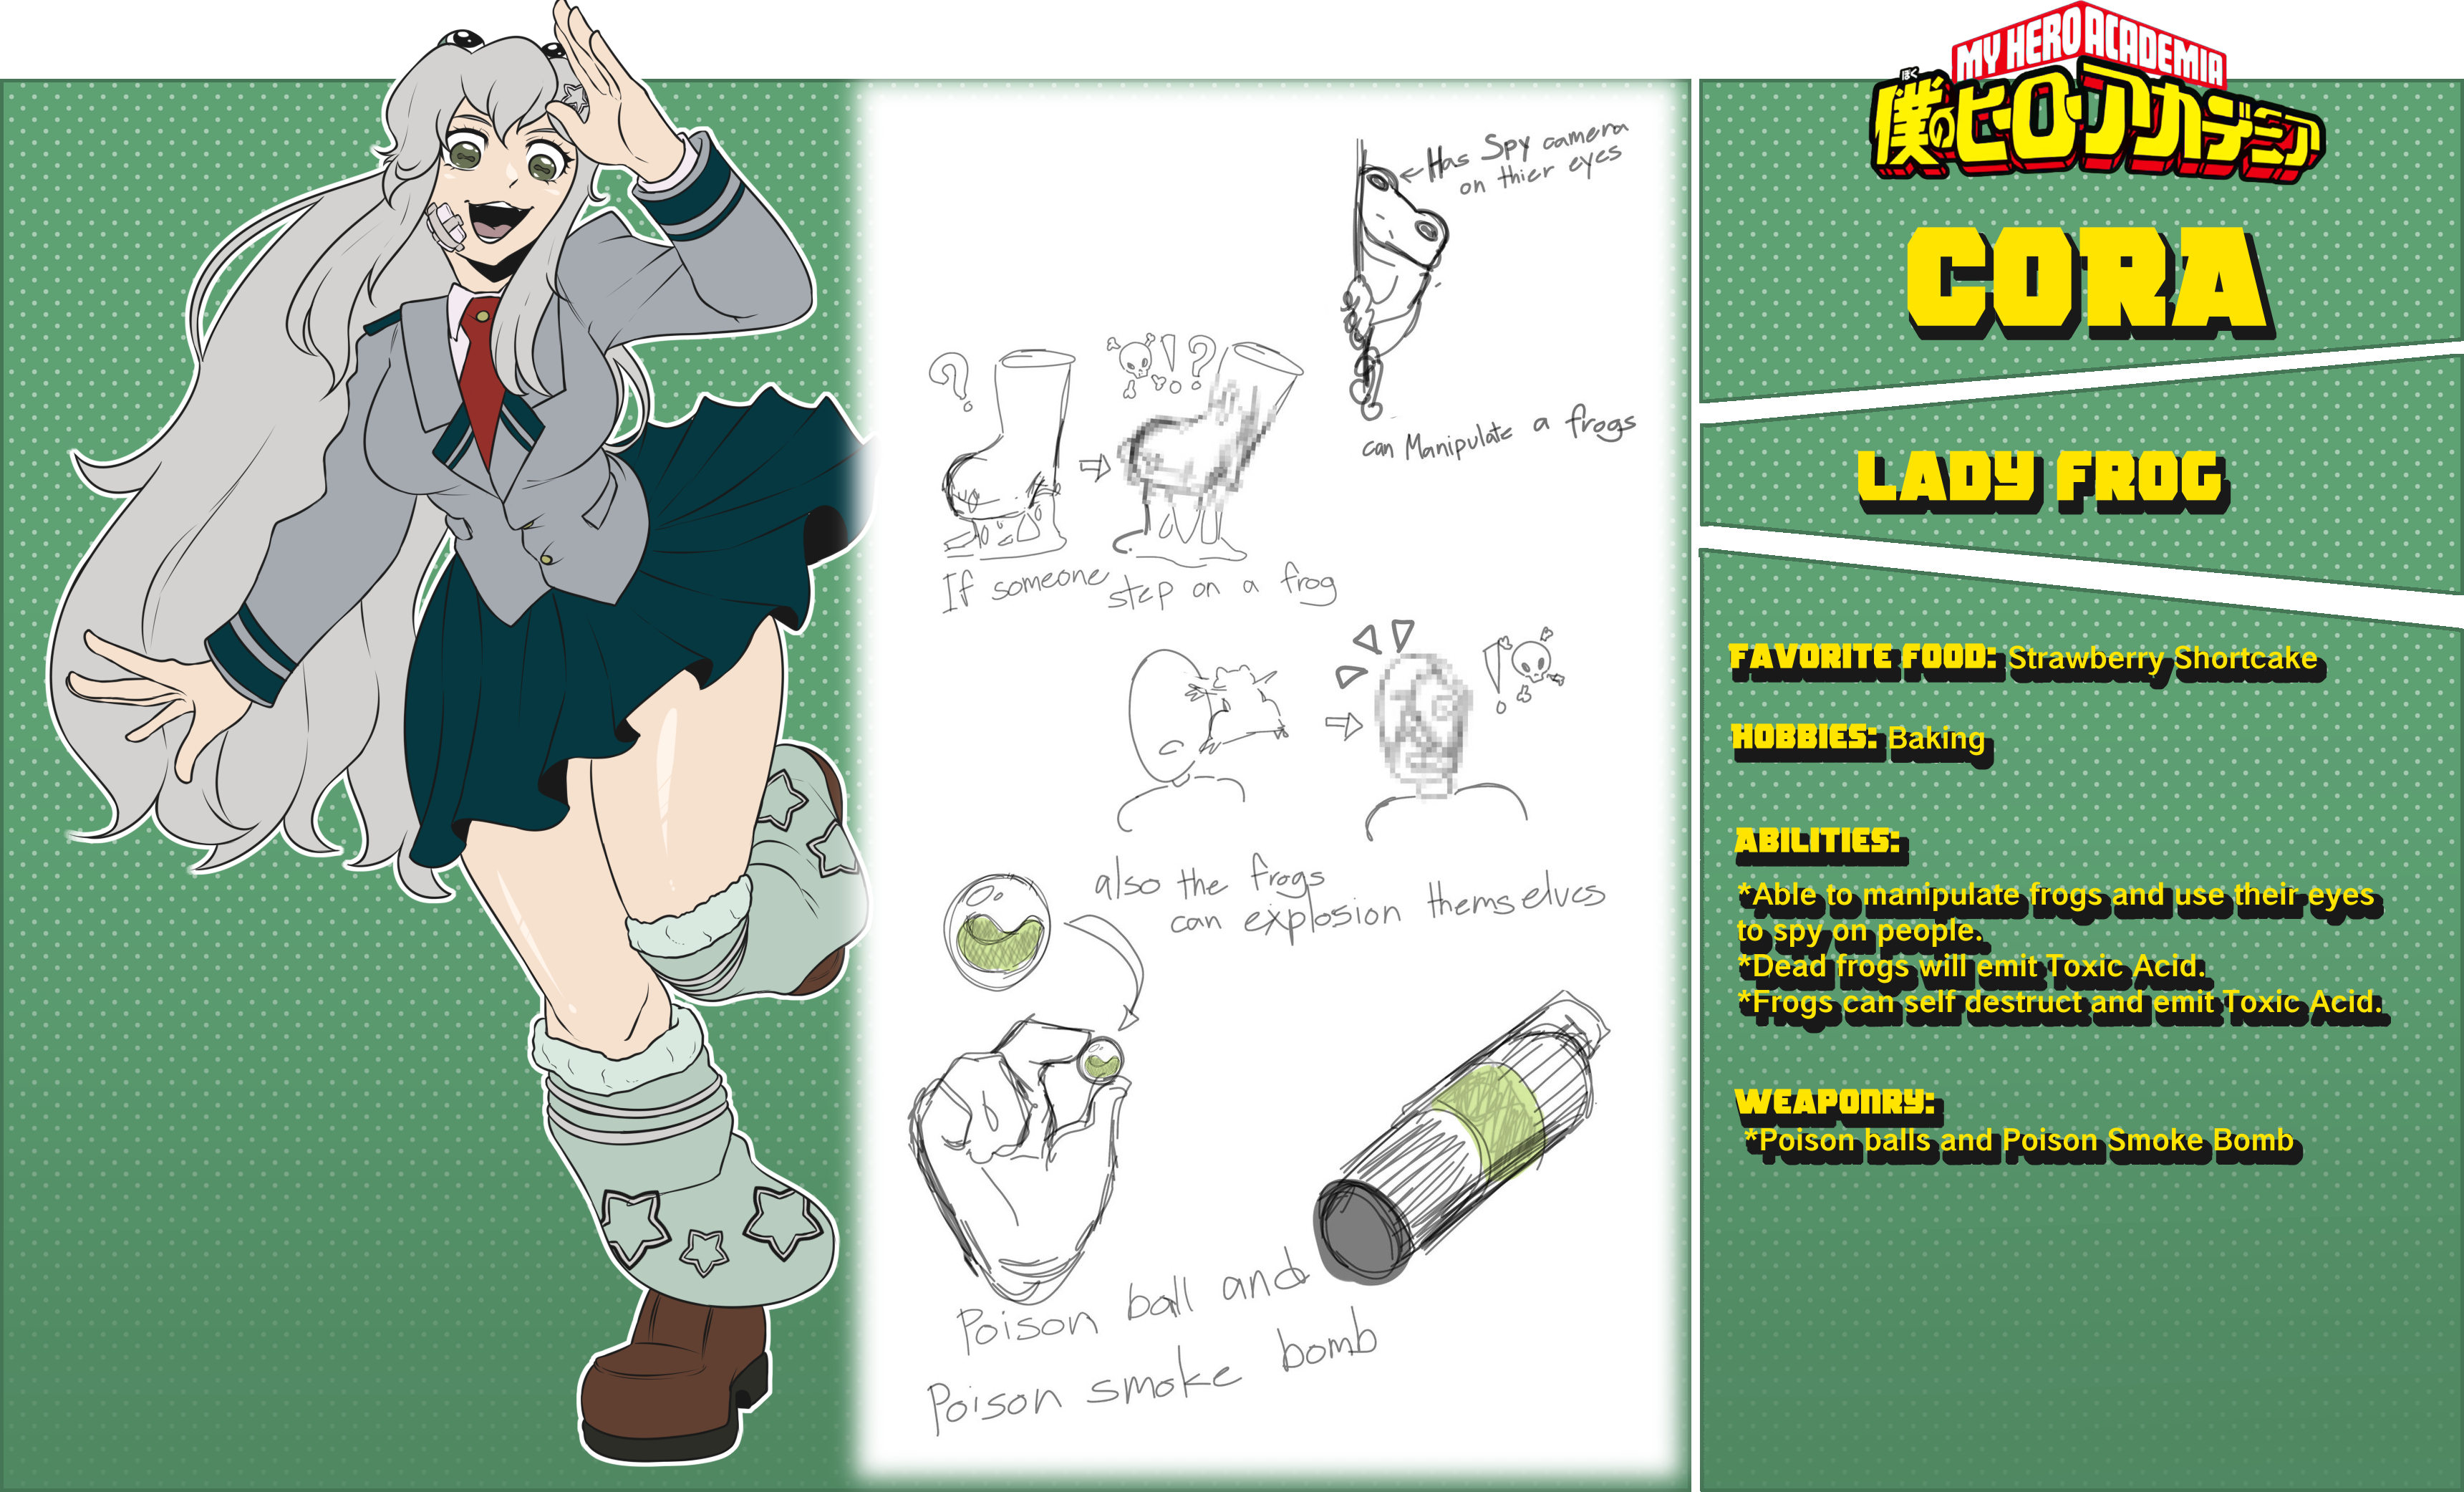 ← Has Spy camera
on thier eyes
can Manipulate a frogs
?
!?
If someone step on a frog
!
also the frogs
can explosion themselves
Poison ball and
Poison smoke bomb
MY HERO ACADEMIA
ぼく
僕のヒーローアカデミア
CORA
LADY FROG
FAVORITE FOOD: Strawberry Shortcake
HOBBIES: Baking
ABILITIES:
*Able to manipulate frogs and use their eyes
to spy on people.
*Dead frogs will emit Toxic Acid.
*Frogs can self destruct and emit Toxic Acid.
WEAPONRY:
*Poison balls and Poison Smoke Bomb